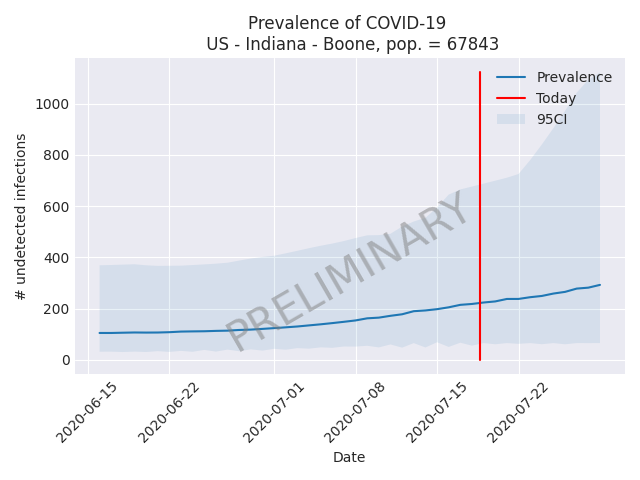 Prevalence of COVID-19
US - Indiana - Boone, pop. = 67843
Prevalence
Today
95CI
1000
800
600
400
200
0
# undetected infections
PRELIMINARY
2020-06-15
2020-06-22
2020-07-01
2020-07-08
2020-07-15
2020-07-22
Date